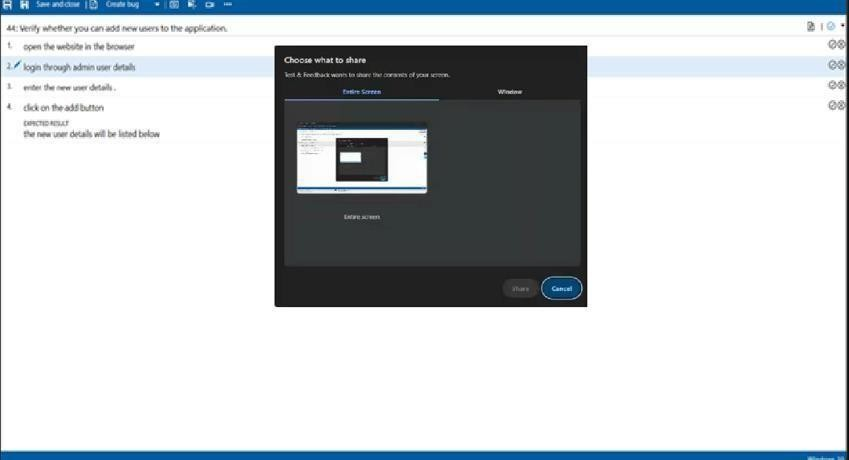 Save and close
Create bug
44: Verify whether you can add new users to the application.
1. open the website in the browser
2. login through admin user details
3. enter the new user details .
4. click on the add button
EXPECTED RESULT
the new user details will be listed below
Choose what to share
Test & Feedback wants to share the contents of your screen.
Entire Screen
Window
Entire screen
Share
Cancel
Windows 10